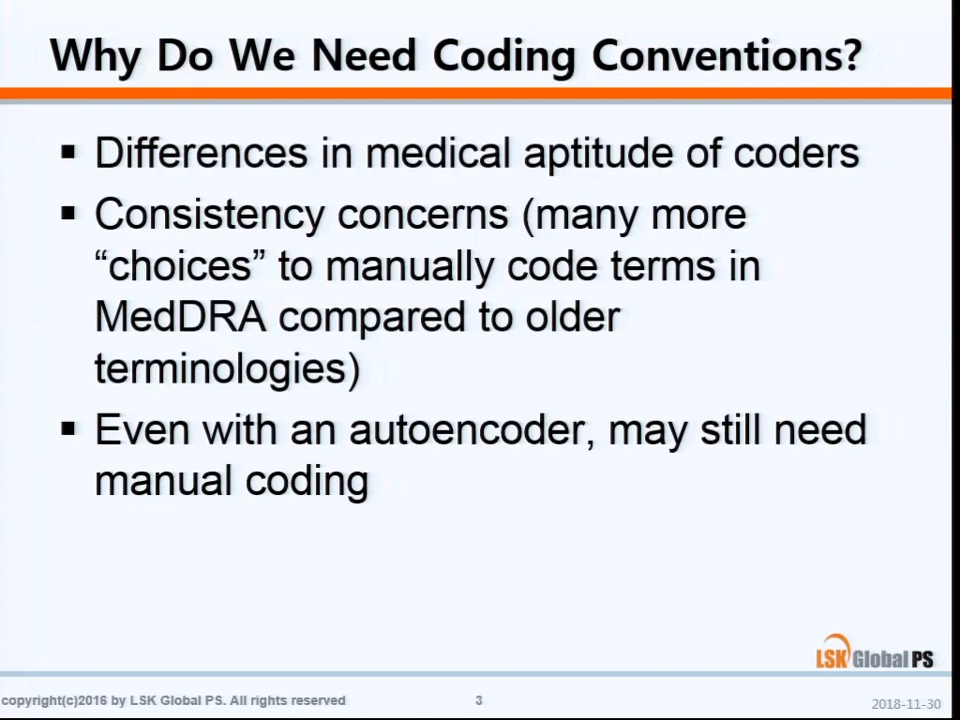 Why Do We Need Coding Conventions?
▪ Differences in medical aptitude of coders
▪ Consistency concerns (many more
“choices” to manually code terms in
MedDRA compared to older
terminologies)
▪ Even with an autoencoder, may still need
manual coding
LSK Global PS
copyright(c)2016 by LSK Global PS. All rights reserved
3
2018-11-30